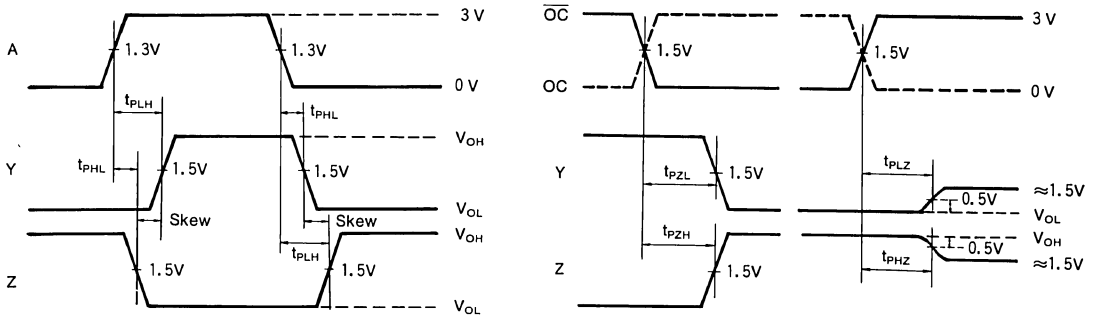 A
1.3V
1.3V
3 V
0 V
tPLH
tPHL
Y
tPHL
1.5V
1.5V
VOH
VOL
Skew
Skew
Z
1.5V
tPLH
1.5V
VOH
VOL
OC
1.5V
1.5V
3 V
OC
0 V
Y
tPZL
1.5V
tPLZ
0.5V
≈1.5V
VOL
Z
tPZH
1.5V
tPHZ
0.5V
VOH
≈1.5V